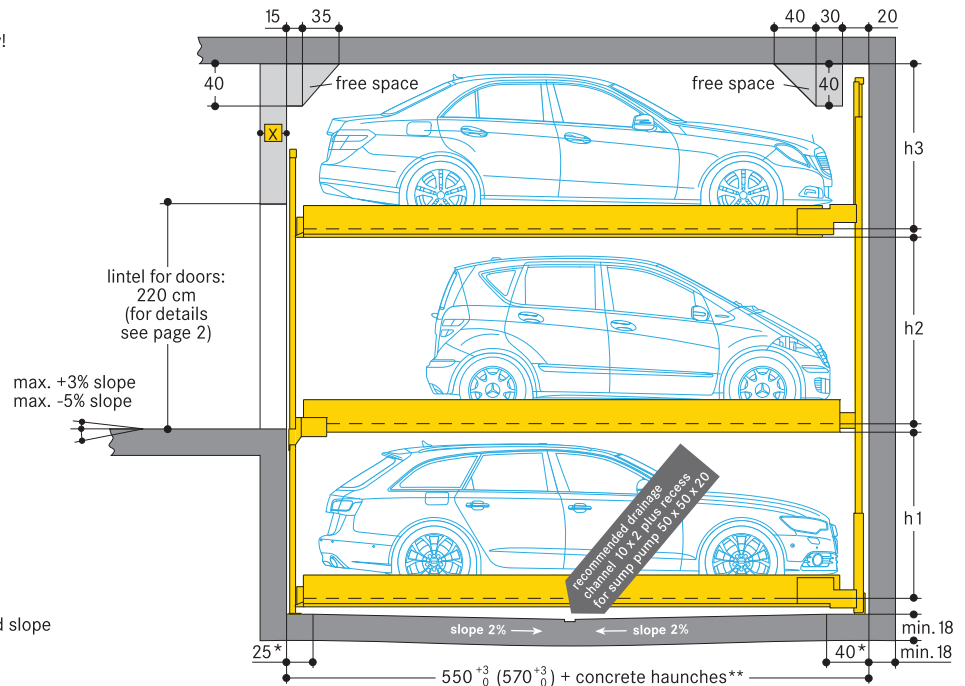 15 35 40 30 20
y!
40 free space free space 40
X
h3
lintel for doors:
220 cm
(for details
see page 2)
h2
max. +3% slope
max. -5% slope
recommended drainage
channel 10 x 2 plus recess
for sump pump 50 x 50 x 20
h1
d slope
slope 2% slope 2%
min. 18
25* 40* min. 18
550 +3 0 (570 +3 0) + concrete haunches**